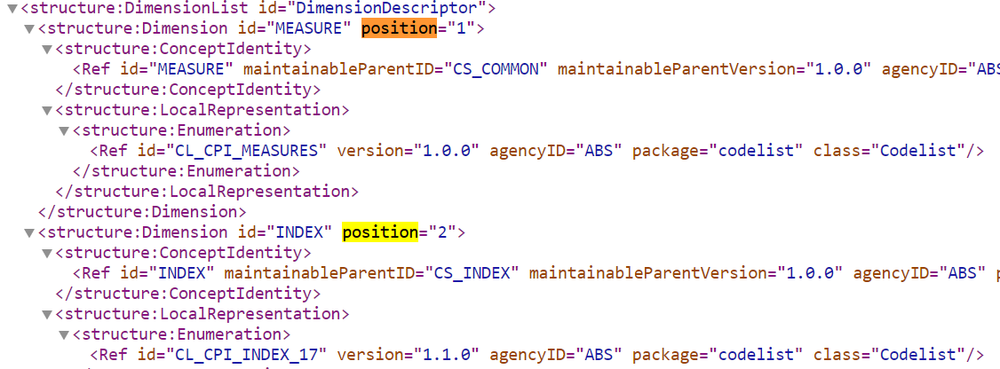 ▼<structure:DimensionList id="DimensionDescriptor">
▼<structure:Dimension id="MEASURE" position="1">
▼<structure:ConceptIdentity>
<Ref id="MEASURE" maintainableParentID="CS_COMMON" maintainableParentVersion="1.0.0" agencyID="ABS
</structure:ConceptIdentity>
▼<structure:LocalRepresentation>
▼<structure:Enumeration>
<Ref id="CL_CPI_MEASURES" version="1.0.0" agencyID="ABS" package="codelist" class="Codelist"/>
</structure:Enumeration>
</structure:LocalRepresentation>
</structure:Dimension>
▼<structure:Dimension id="INDEX" position="2">
▼<structure:ConceptIdentity>
<Ref id="INDEX" maintainableParentID="CS_INDEX" maintainableParentVersion="1.0.0" agencyID="ABS"
</structure:ConceptIdentity>
▼<structure:LocalRepresentation>
▼<structure:Enumeration>
<Ref id="CL_CPI_INDEX_17" version="1.1.0" agencyID="ABS" package="codelist" class="Codelist"/>